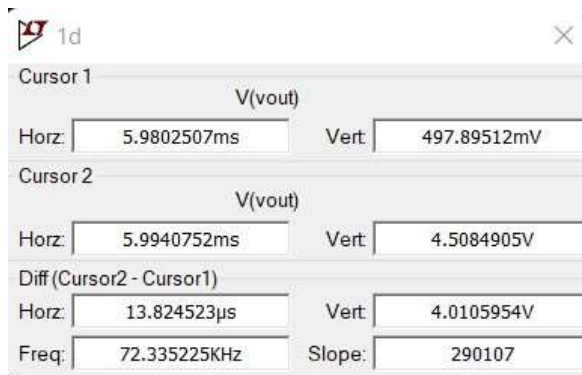 1d
Cursor 1
V(vout)
Horz: 5.9802507ms Vert: 497.89512mV
Cursor 2
V(vout)
Horz: 5.9940752ms Vert: 4.5084905V
Diff (Cursor2 - Cursor1)
Horz: 13.824523µs Vert: 4.0105954V
Freq: 72.335225KHz Slope: 290107